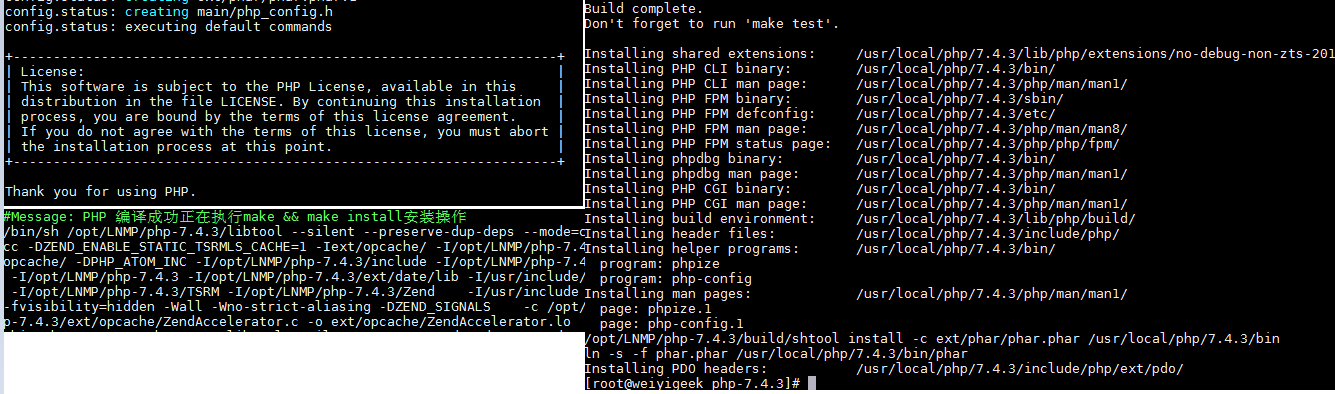 config.status: creating main/php_config.h
config.status: executing default commands
+--------------------------------------------------------------------+
| License:                                                           |
| This software is subject to the PHP License, available in this     |
| distribution in the file LICENSE. By continuing this installation  |
| process, you are bound by the terms of this license agreement.     |
| If you do not agree with the terms of this license, you must abort |
| the installation process at this point.                            |
+--------------------------------------------------------------------+
Thank you for using PHP.
#Message: PHP 编译成功正在执行make && make install安装操作
/bin/sh /opt/LNMP/php-7.4.3/libtool --silent --preserve-dup-deps --mode=c
cc -DZEND_ENABLE_STATIC_TSRMLS_CACHE=1 -Iext/opcache/ -I/opt/LNMP/php-7.4
opcache/ -DPHP_ATOM_INC -I/opt/LNMP/php-7.4.3/include -I/opt/LNMP/php-7.4
-I/opt/LNMP/php-7.4.3 -I/opt/LNMP/php-7.4.3/ext/date/lib -I/usr/include/
-I/opt/LNMP/php-7.4.3/TSRM -I/opt/LNMP/php-7.4.3/Zend    -I/usr/include
-fvisibility=hidden -Wall -Wno-strict-aliasing -DZEND_SIGNALS   -c /opt/
p-7.4.3/ext/opcache/ZendAccelerator.c -o ext/opcache/ZendAccelerator.lo
Build complete.
Don't forget to run 'make test'.
Installing shared extensions:     /usr/local/php/7.4.3/lib/php/extensions/no-debug-non-zts-201
Installing PHP CLI binary:        /usr/local/php/7.4.3/bin/
Installing PHP CLI man page:      /usr/local/php/7.4.3/php/man/man1/
Installing PHP FPM binary:        /usr/local/php/7.4.3/sbin/
Installing PHP FPM defconfig:     /usr/local/php/7.4.3/etc/
Installing PHP FPM man page:      /usr/local/php/7.4.3/php/man/man8/
Installing PHP FPM status page:   /usr/local/php/7.4.3/php/php/fpm/
Installing phpdbg binary:         /usr/local/php/7.4.3/bin/
Installing phpdbg man page:       /usr/local/php/7.4.3/php/man/man1/
Installing PHP CGI binary:        /usr/local/php/7.4.3/bin/
Installing PHP CGI man page:      /usr/local/php/7.4.3/php/man/man1/
Installing build environment:     /usr/local/php/7.4.3/lib/php/build/
Installing header files:          /usr/local/php/7.4.3/include/php/
Installing helper programs:       /usr/local/php/7.4.3/bin/
  program: phpize
  program: php-config
Installing man pages:             /usr/local/php/7.4.3/php/man/man1/
  page: phpize.1
  page: php-config.1
/opt/LNMP/php-7.4.3/build/shtool install -c ext/phar/phar.phar /usr/local/php/7.4.3/bin
ln -s -f phar.phar /usr/local/php/7.4.3/bin/phar
Installing PDO headers:           /usr/local/php/7.4.3/include/php/ext/pdo/
[root@weiyigeek php-7.4.3]#